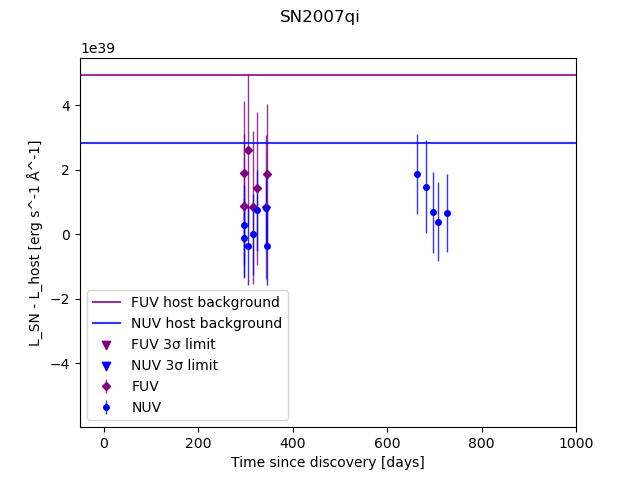 SN2007qi
1e39
L_SN - L_host [erg s^-1 Å^-1]
4
2
0
−2
−4
FUV host background
NUV host background
FUV 3σ limit
NUV 3σ limit
FUV
NUV
0 200 400 600 800 1000
Time since discovery [days]